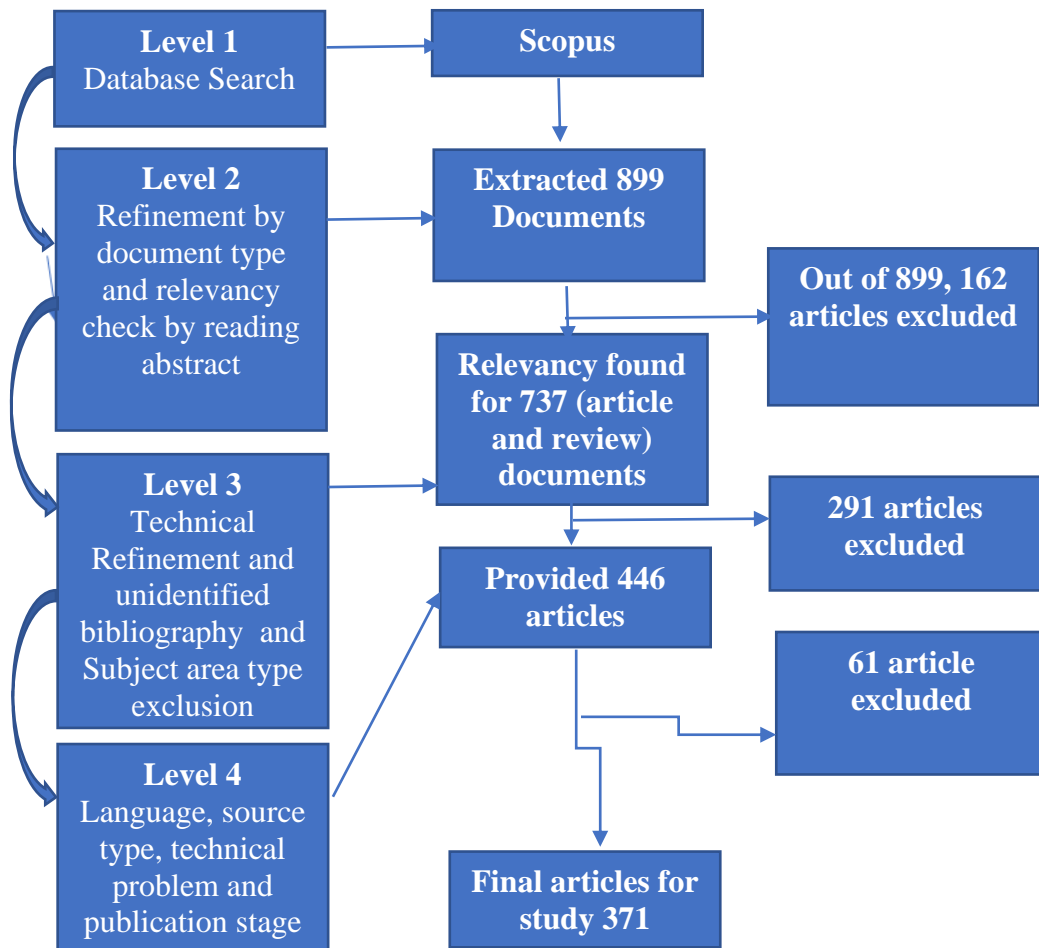 Level 1
Database Search
Scopus
Level 2
Refinement by
document type
and relevancy
check by reading
abstract
Extracted 899
Documents
Out of 899, 162
articles excluded
Relevancy found
for 737 (article
and review)
documents
Level 3
Technical
Refinement and
unidentified
bibliography and
Subject area type
exclusion
291 articles
excluded
Provided 446
articles
61 article
excluded
Level 4
Language, source
type, technical
problem and
publication stage
Final articles for
study 371